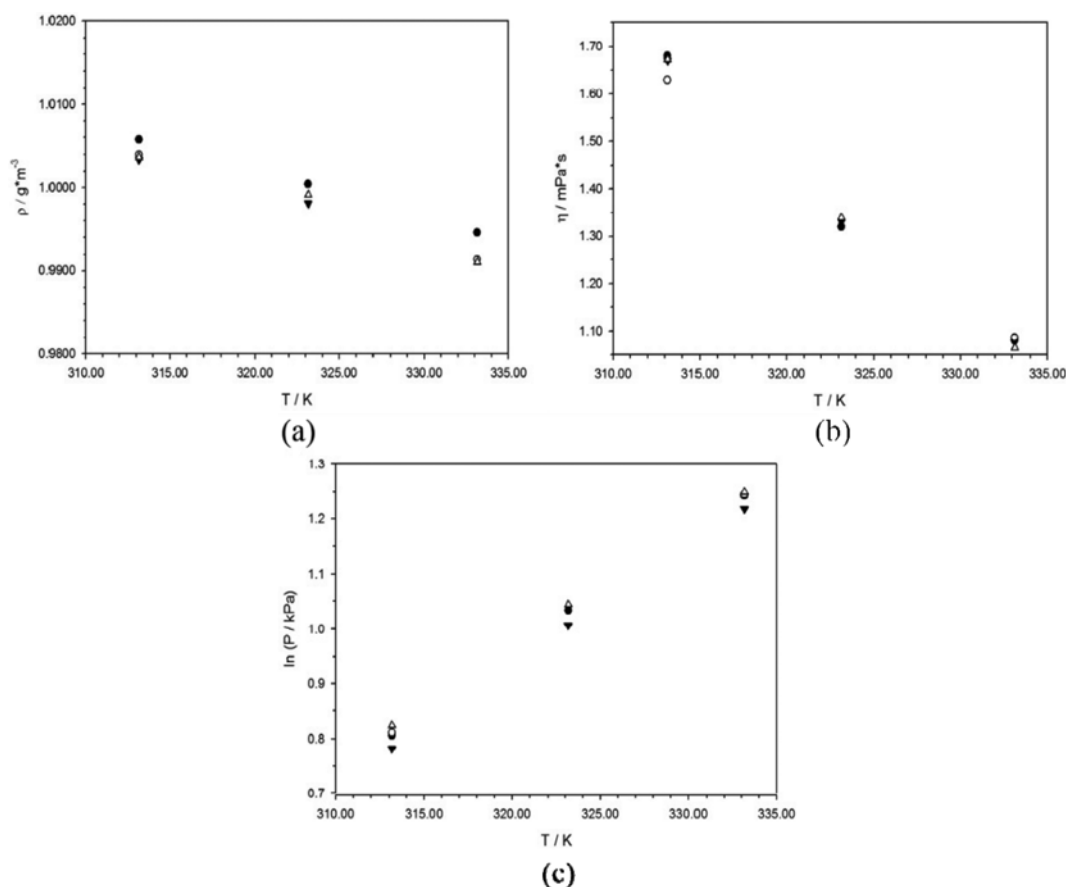 1.0200
1.0100
1.0000
0.9900
0.9800
ρ / g*m-3
310.00 315.00 320.00 325.00 330.00 335.00
T / K
(a)
1.70
1.60
1.50
1.40
1.30
1.20
1.10
η / mPa*s
310.00 315.00 320.00 325.00 330.00 335.00
T / K
(b)
1.3
1.2
1.1
1.0
0.9
0.8
0.7
ln (P / kPa)
310.00 315.00 320.00 325.00 330.00 335.00
T / K
(c)